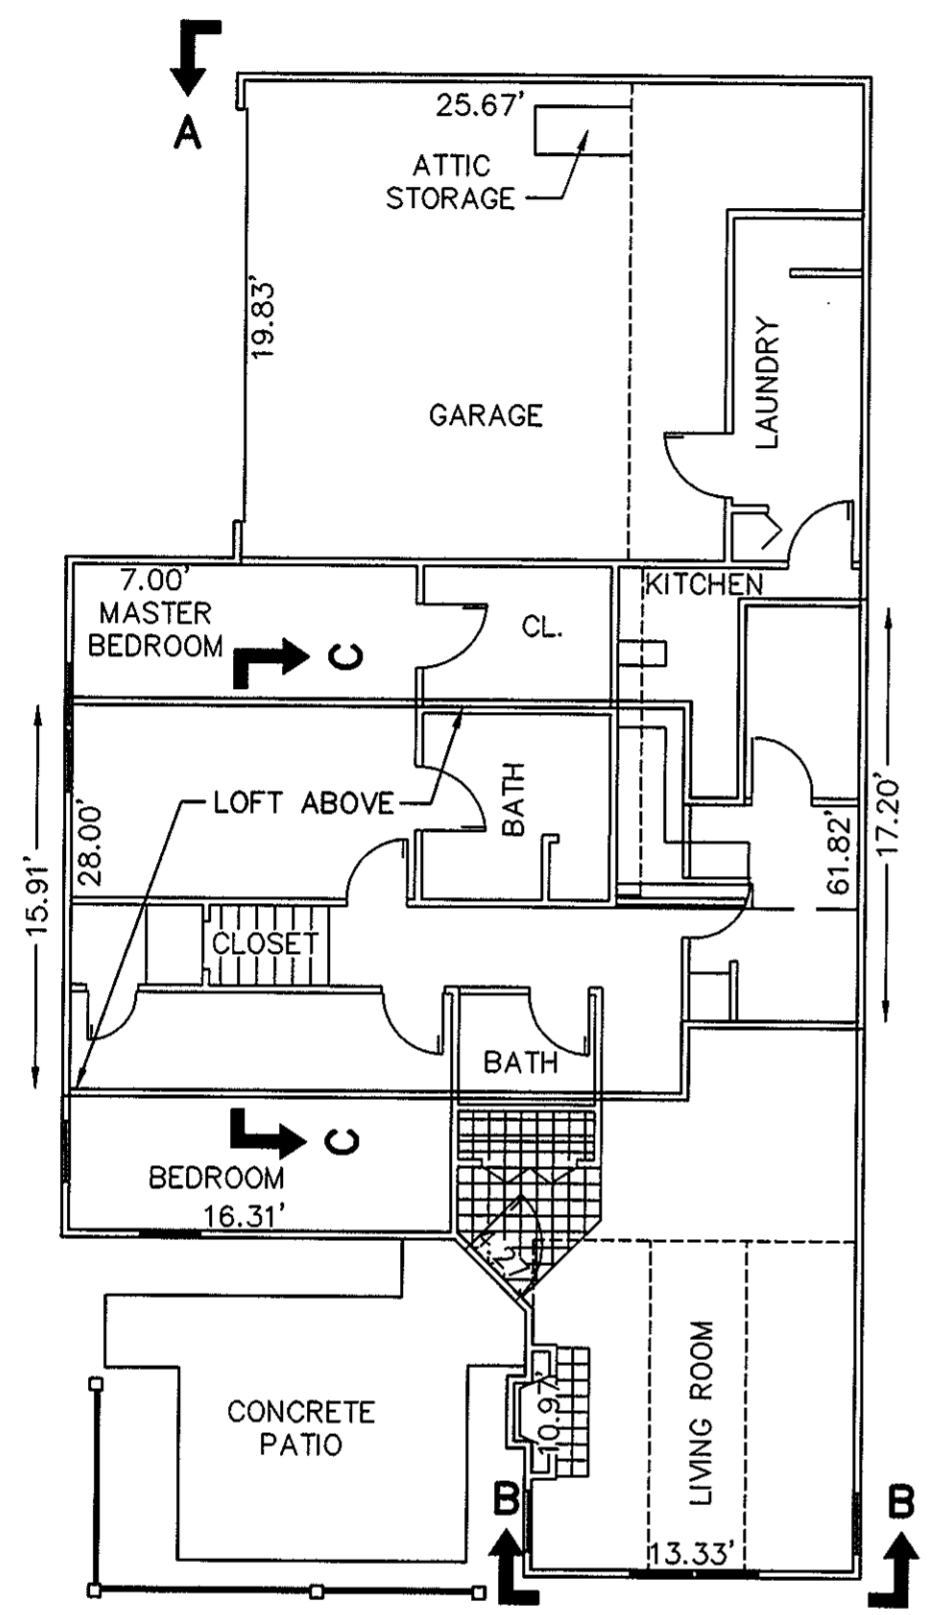 A
25.67'
ATTIC
STORAGE
19.83'
GARAGE
LAUNDRY
7.00'
MASTER
BEDROOM
C
CL.
KITCHEN
LOFT ABOVE
BATH
28.00'
15.91'
61.82'
17.20'
CLOSET
BATH
C
BEDROOM
16.31'
CONCRETE
PATIO
10.97'
LIVING ROOM
B
B
13.33'